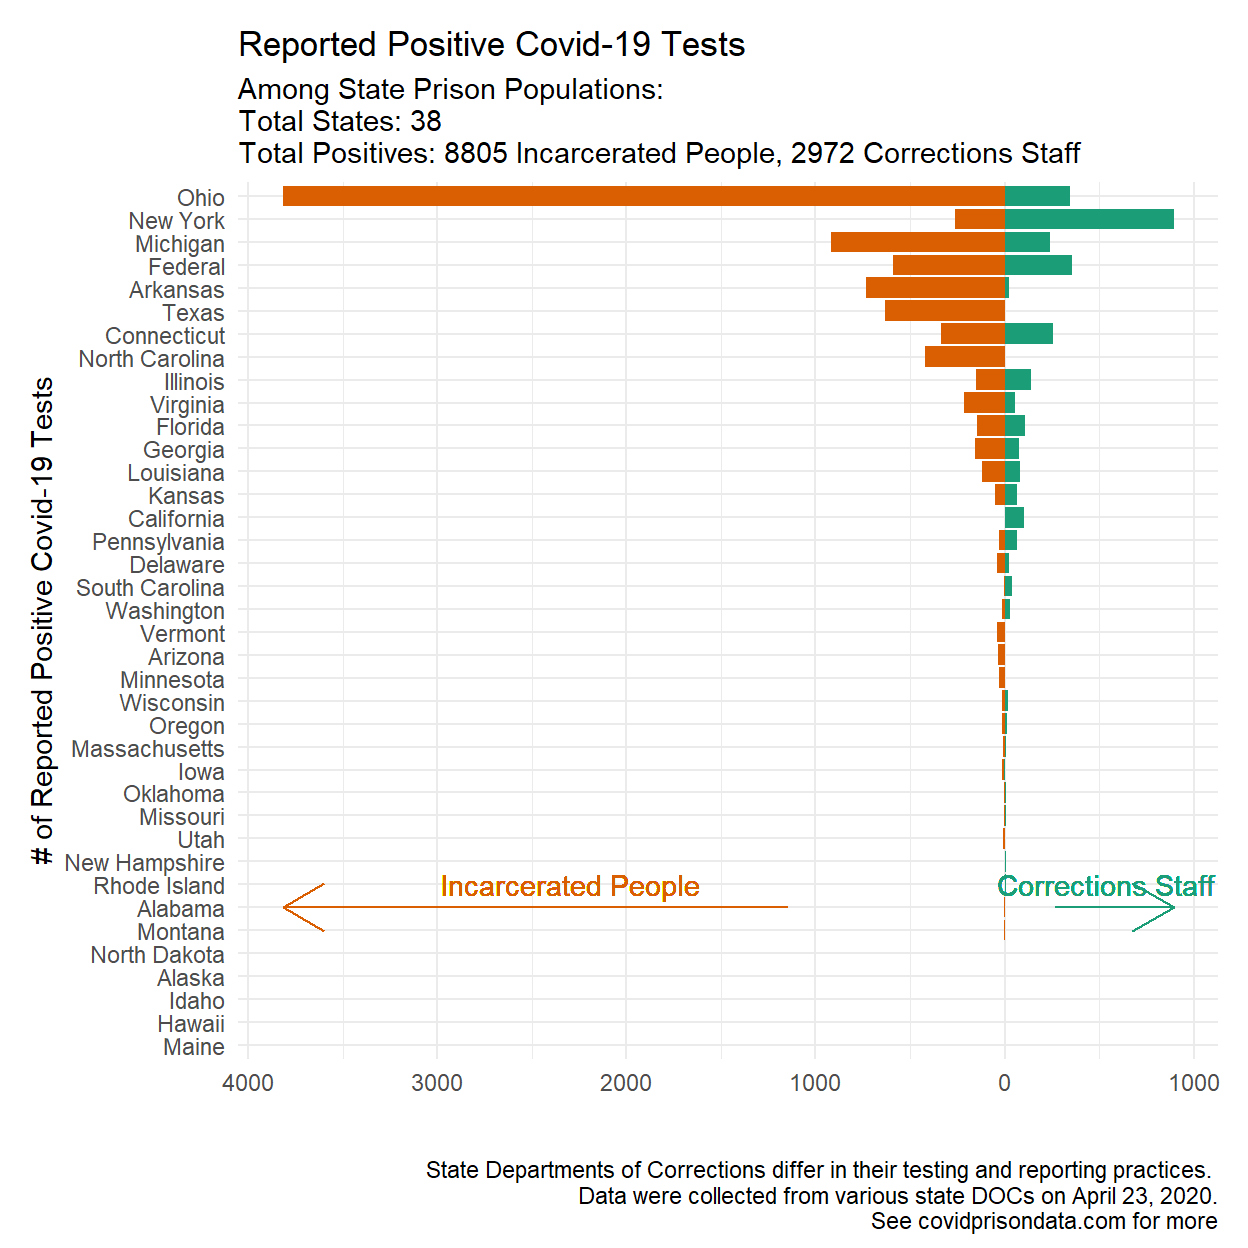 Reported Positive Covid-19 Tests
Among State Prison Populations:
Total States: 38
Total Positives: 8805 Incarcerated People, 2972 Corrections Staff
# of Reported Positive Covid-19 Tests
Ohio
New York
Michigan
Federal
Arkansas
Texas
Connecticut
North Carolina
Illinois
Virginia
Florida
Georgia
Louisiana
Kansas
California
Pennsylvania
Delaware
South Carolina
Washington
Vermont
Arizona
Minnesota
Wisconsin
Oregon
Massachusetts
Iowa
Oklahoma
Missouri
Utah
New Hampshire
Rhode Island
Alabama
Montana
North Dakota
Alaska
Idaho
Hawaii
Maine
Incarcerated People
Corrections Staff
4000 3000 2000 1000 0 1000
State Departments of Corrections differ in their testing and reporting practices.
Data were collected from various state DOCs on April 23, 2020.
See covidprisondata.com for more